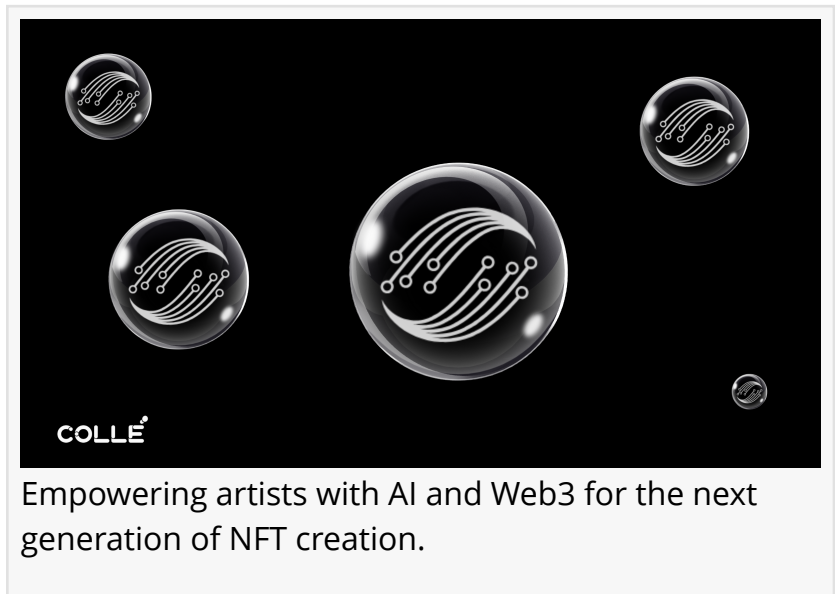 COLLE
Empowering artists with AI and Web3 for the next
generation of NFT creation.